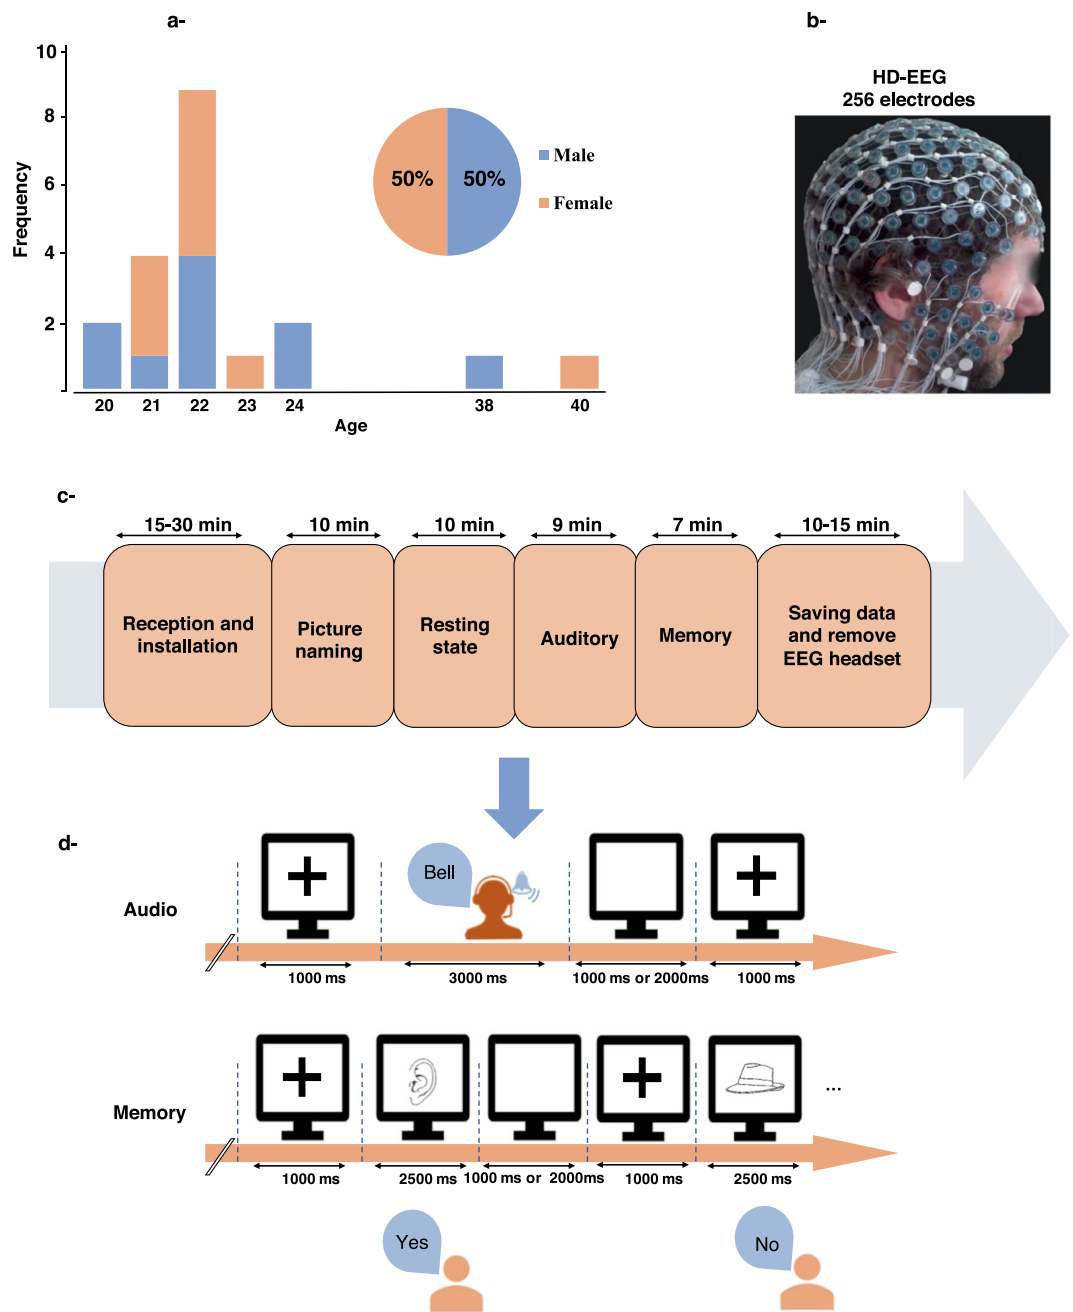 a-
10
8
6
4
2
Frequency
50%
50%
Male
Female
20
21
22
23
24
38
40
Age
b-
HD-EEG
256 electrodes
c-
15-30 min
10 min
10 min
9 min
7 min
10-15 min
Reception and
installation
Picture
naming
Resting
state
Auditory
Memory
Saving data
and remove
EEG headset
d-
Audio
Bell
1000 ms
3000 ms
1000 ms or 2000ms
1000 ms
Memory
...
1000 ms
2500 ms
1000 ms or 2000ms
1000 ms
2500 ms
Yes
No